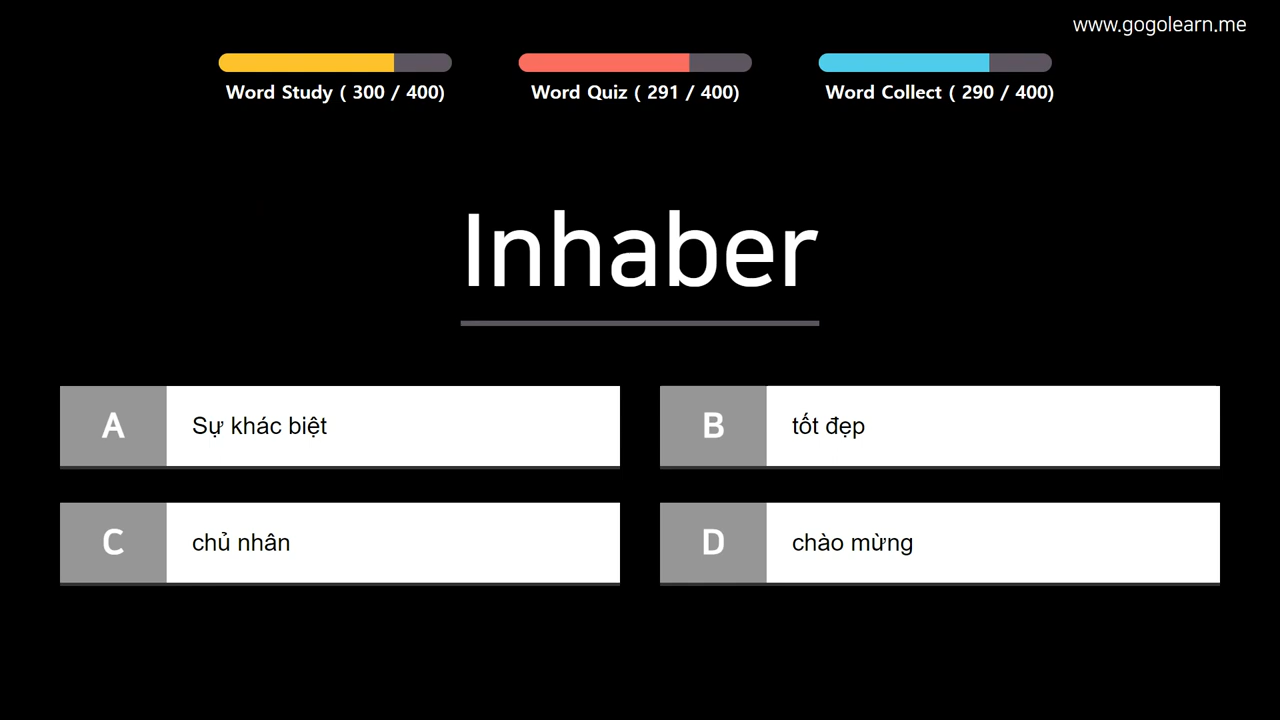 www.gogolearn.me
Word Study ( 300 / 400)
Word Quiz ( 291 / 400)
Word Collect ( 290 / 400)
Inhaber
A Sự khác biệt
B tốt đẹp
C chủ nhân
D chào mừng